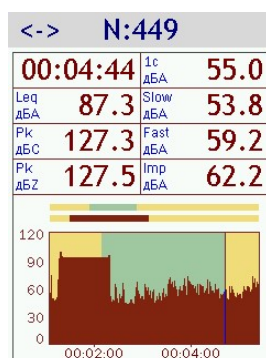 <-> N:449
00:04:44 1с дБА 55.0
Leq дБА 87.3 Slow дБА 53.8
Pk дБС 127.3 Fast дБА 59.2
Pk дБZ 127.5 Imp дБА 62.2
120
90
60
30
0
00:02:00 00:04:00